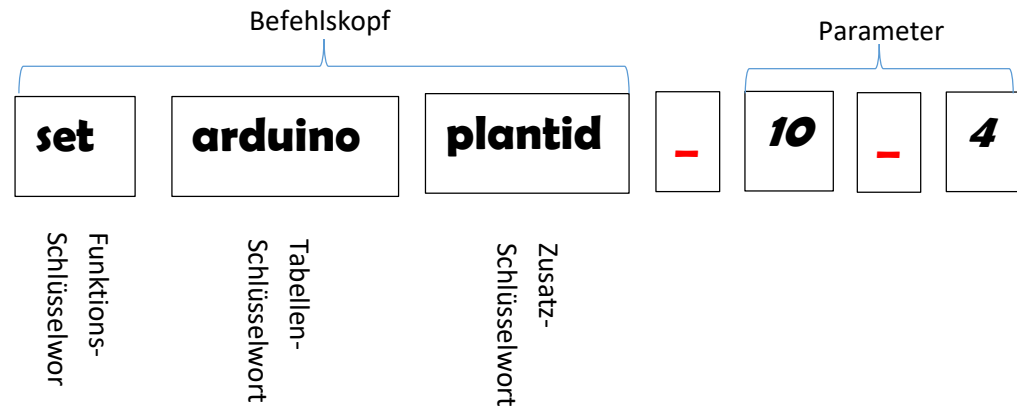 Befehlskopf
Parameter
set arduino plantid _ 10 _ 4
Funktions-
Schlüsselwor
Tabellen-
Schlüsselwort
Zusatz-
Schlüsselwort